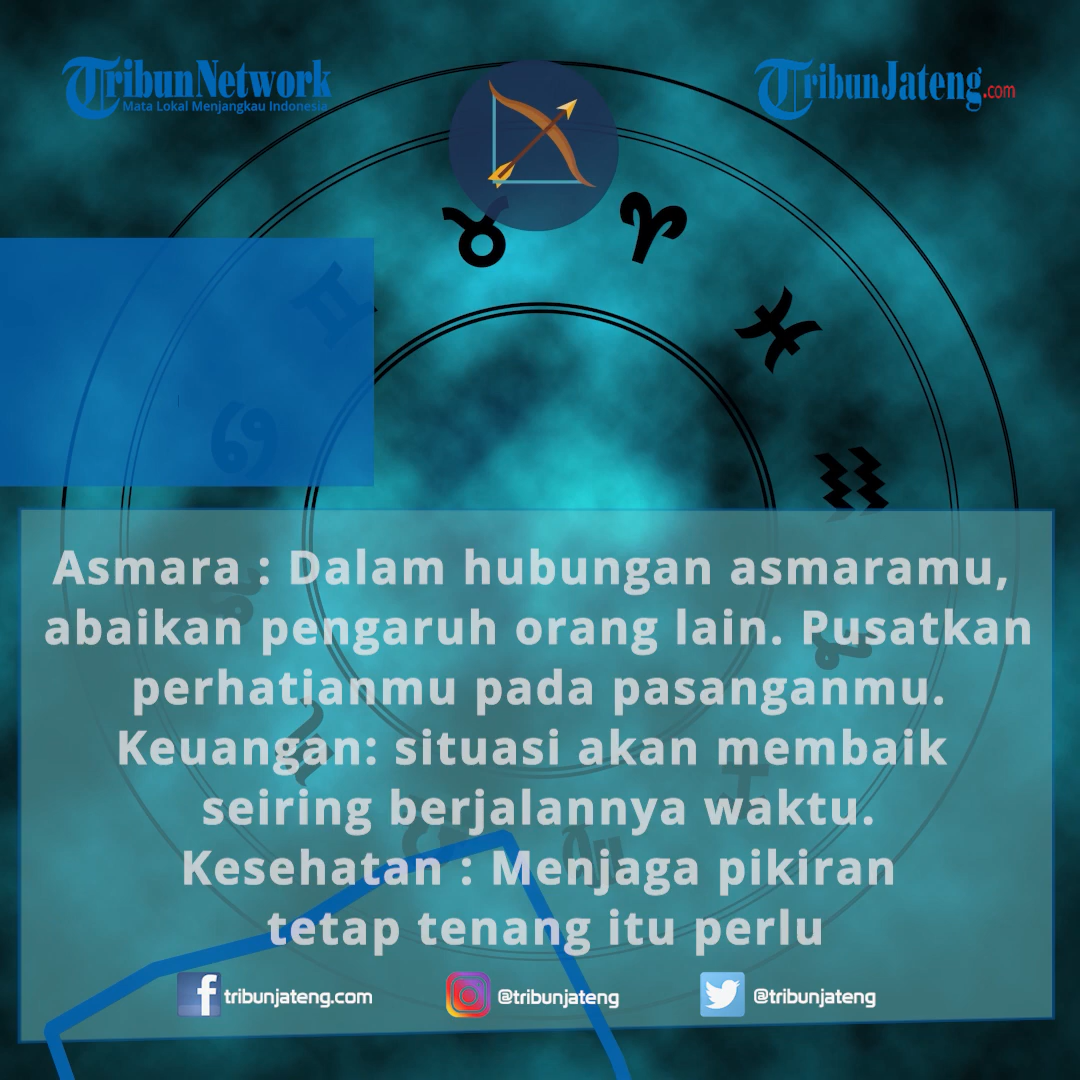 TribunNetwork
Mata Lokal Menjangkau Indonesia
TribunJateng.com
Asmara : Dalam hubungan asmaramu,
abaikan pengaruh orang lain. Pusatkan
perhatianmu pada pasanganmu.
Keuangan: situasi akan membaik
seiring berjalannya waktu.
Kesehatan : Menjaga pikiran
tetap tenang itu perlu
tribunjateng.com
@tribunjateng
@tribunjateng